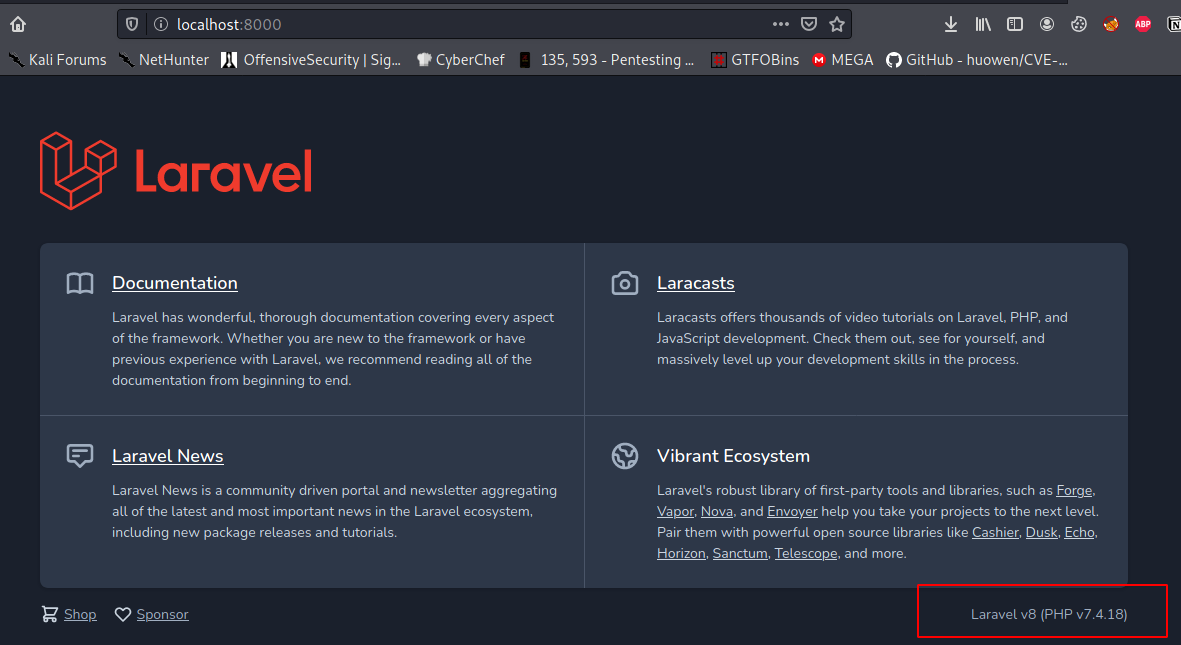 localhost:8000
Kali Forums NetHunter OffensiveSecurity | Sig... CyberChef 135, 593 - Pentesting ... GTFOBins MEGA GitHub - huowen/CVE-...
ABP
Laravel
Documentation
Laravel has wonderful, thorough documentation covering every aspect
of the framework. Whether you are new to the framework or have
previous experience with Laravel, we recommend reading all of the
documentation from beginning to end.
Laracasts
Laracasts offers thousands of video tutorials on Laravel, PHP, and
JavaScript development. Check them out, see for yourself, and
massively level up your development skills in the process.
Laravel News
Laravel News is a community driven portal and newsletter aggregating
all of the latest and most important news in the Laravel ecosystem,
including new package releases and tutorials.
Vibrant Ecosystem
Laravel's robust library of first-party tools and libraries, such as Forge,
Vapor, Nova, and Envoyer help you take your projects to the next level.
Pair them with powerful open source libraries like Cashier, Dusk, Echo,
Horizon, Sanctum, Telescope, and more.
Shop Sponsor
Laravel v8 (PHP v7.4.18)